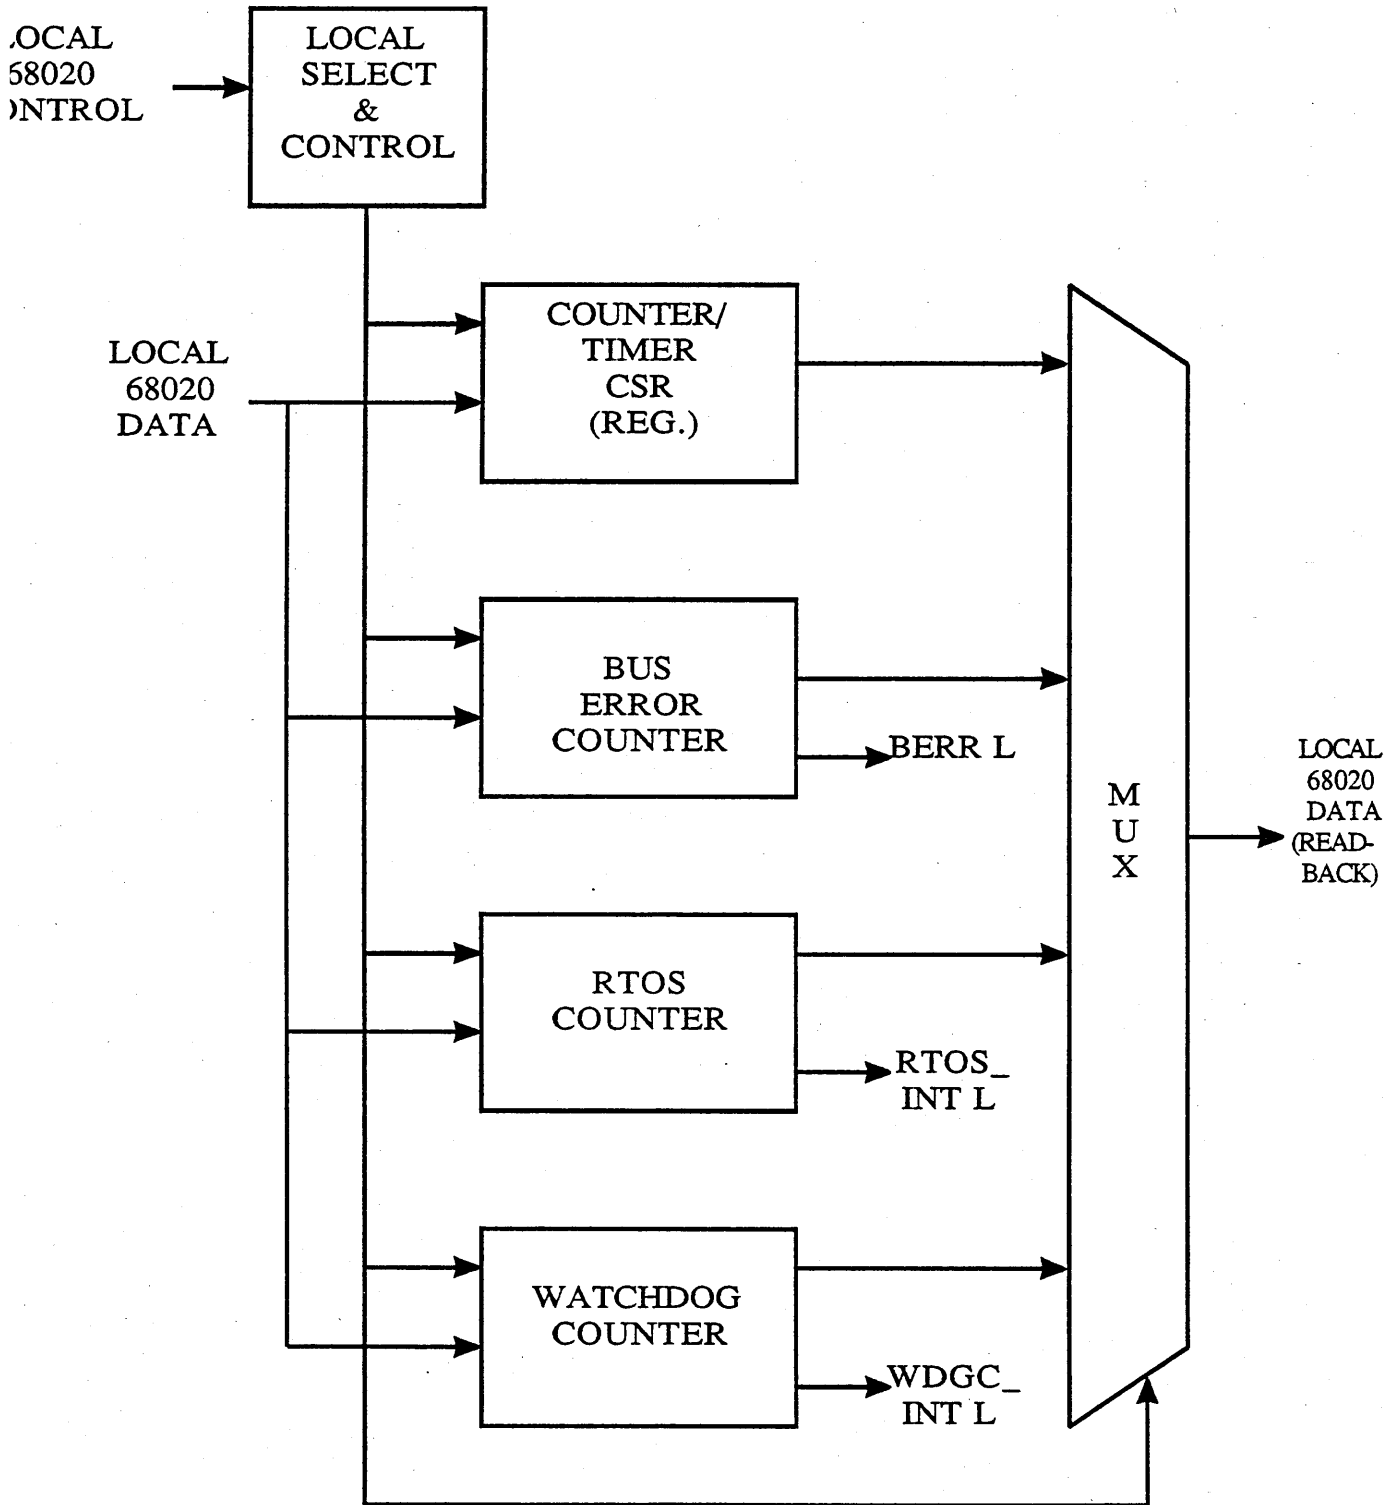 LOCAL
SELECT
&
CONTROL
68020
LOCAL
68020
DATA
COUNTER/
TIMER
CSR
(REG.)
BUS
ERROR
COUNTER
BERR L
RTOS
COUNTER
RTOS_
INT L
WATCHDOG
COUNTER
WDGC_
INT L
M
U
X
LOCAL
68020
DATA
(READ-
BACK)